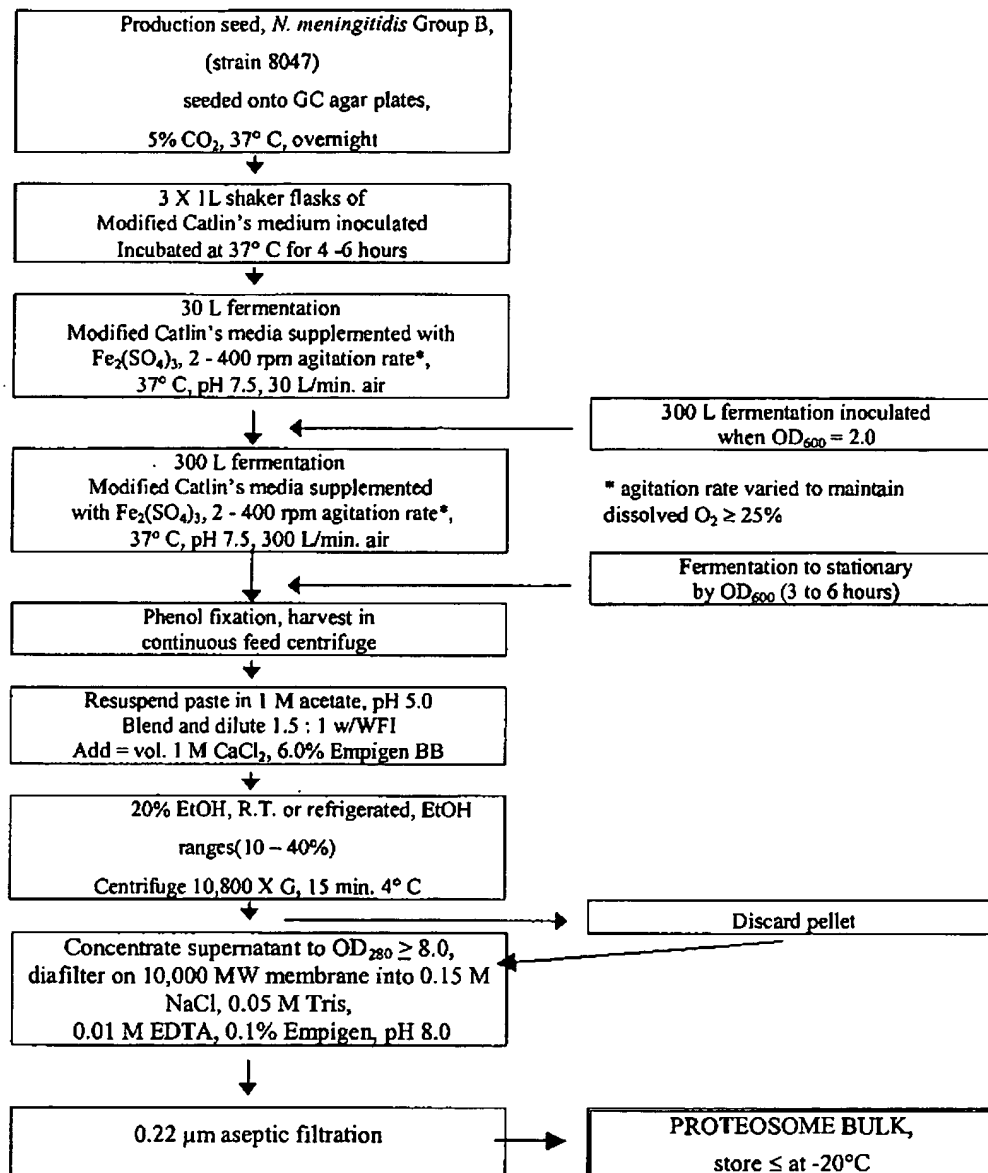 Production seed, N. meningitidis Group B,
(strain 8047)
seeded onto GC agar plates,
5% CO₂, 37° C, overnight
3 X 1L shaker flasks of
Modified Catlin's medium inoculated
Incubated at 37° C for 4 -6 hours
30 L fermentation
Modified Catlin's media supplemented with
Fe₂(SO₄)₃, 2 - 400 rpm agitation rate*,
37° C, pH 7.5, 30 L/min. air
300 L fermentation inoculated
when OD₆₀₀ = 2.0
300 L fermentation
Modified Catlin's media supplemented
with Fe₂(SO₄)₃, 2 - 400 rpm agitation rate*,
37° C, pH 7.5, 300 L/min. air
* agitation rate varied to maintain
dissolved O₂ ≥ 25%
Fermentation to stationary
by OD₆₀₀ (3 to 6 hours)
Phenol fixation, harvest in
continuous feed centrifuge
Resuspend paste in 1 M acetate, pH 5.0
Blend and dilute 1.5 : 1 w/WFI
Add = vol. 1 M CaCl₂, 6.0% Empigen BB
20% EtOH, R.T. or refrigerated, EtOH
ranges(10 – 40%)
Centrifuge 10,800 X G, 15 min. 4° C
Discard pellet
Concentrate supernatant to OD₂₈₀ ≥ 8.0,
diafilter on 10,000 MW membrane into 0.15 M
NaCl, 0.05 M Tris,
0.01 M EDTA, 0.1% Empigen, pH 8.0
0.22 µm aseptic filtration
PROTEOSOME BULK,
store ≤ at -20°C